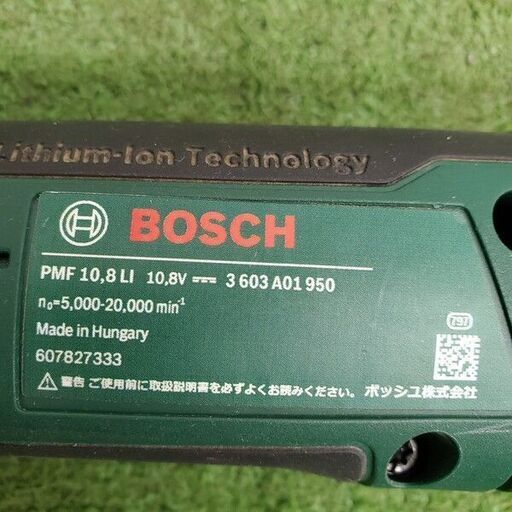 Lithium-Ion Technology
BOSCH
PMF 10,8 LI 10,8V ⎓ 3 603 A01 950
n₀=5,000-20,000 min⁻¹
Made in Hungary
607827333
797
⚠ 警告 ご使用前に取扱説明書を必ずよくお読みください. ボッシュ株式会社